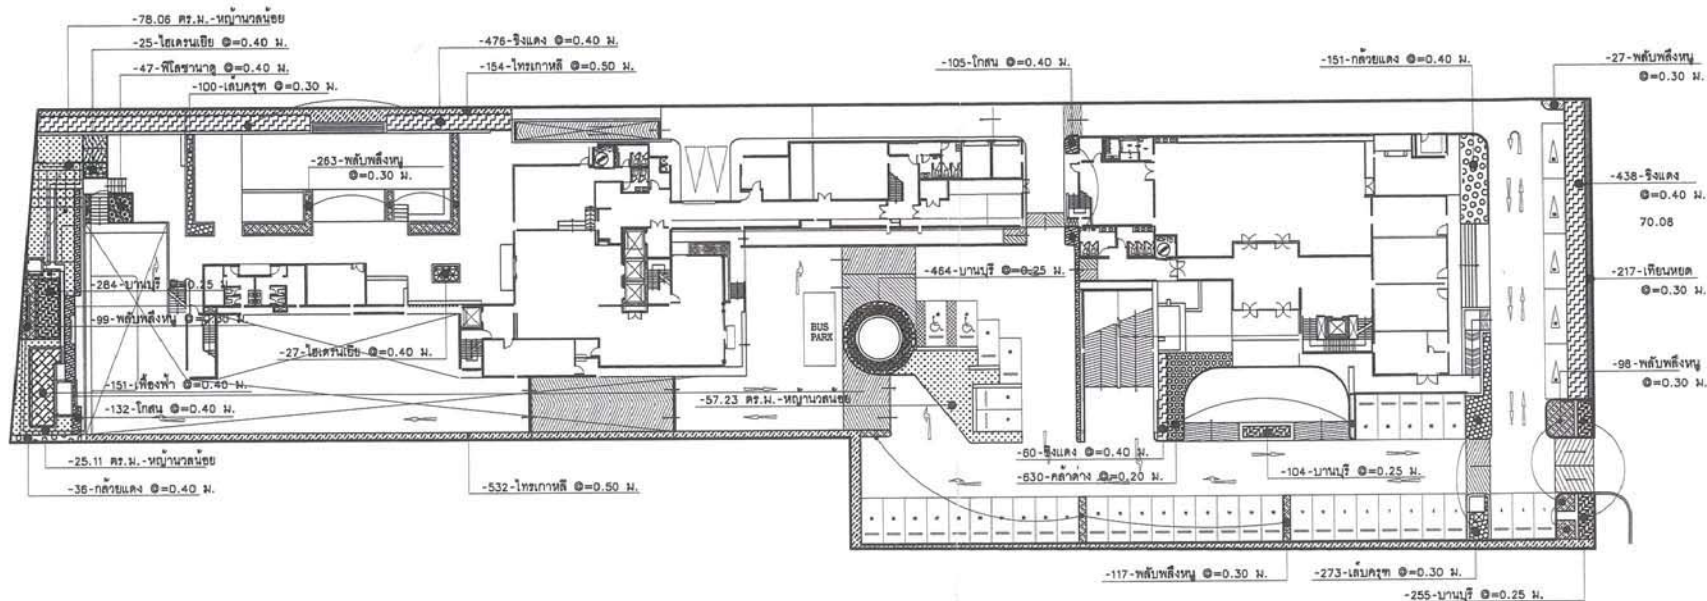 -78.06 ตร.ม.-หญ้านวลน้อย
-25-ไฮเดรนเยีย @=0.40 ม.
-47-ฟิโลซานาดู @=0.40 ม.
-100-เล็บครุฑ @=0.30 ม.
-476-ขิงแดง @=0.40 ม.
-154-ไทรเกาหลี @=0.50 ม.
-105-โกสน @=0.40 ม.
-151-กล้วยแดง @=0.40 ม.
-27-พลับพลึงหนู
@=0.30 ม.
-263-พลับพลึงหนู
@=0.30 ม.
-438-ขิงแดง
@=0.40 ม.
70.08
-284-บานบุรี @=0.25 ม.
-464-บานบุรี @=0.25 ม.
-217-เทียนหยด
@=0.30 ม.
-99-พลับพลึงหนู @=0.30 ม.
BUS
PARK
-27-ไฮเดรนเยีย @=0.40 ม.
-98-พลับพลึงหนู
@=0.30 ม.
-151-เฟื่องฟ้า @=0.40 ม.
-57.23 ตร.ม.-หญ้านวลน้อย
-132-โกสน @=0.40 ม.
-60-ขิงแดง @=0.40 ม.
-25.11 ตร.ม.-หญ้านวลน้อย
-630-คล้าด่าง @=0.20 ม.
-104-บานบุรี @=0.25 ม.
-36-กล้วยแดง @=0.40 ม.
-532-ไทรเกาหลี @=0.50 ม.
-117-พลับพลึงหนู @=0.30 ม.
-273-เล็บครุฑ @=0.30 ม.
-255-บานบุรี @=0.25 ม.